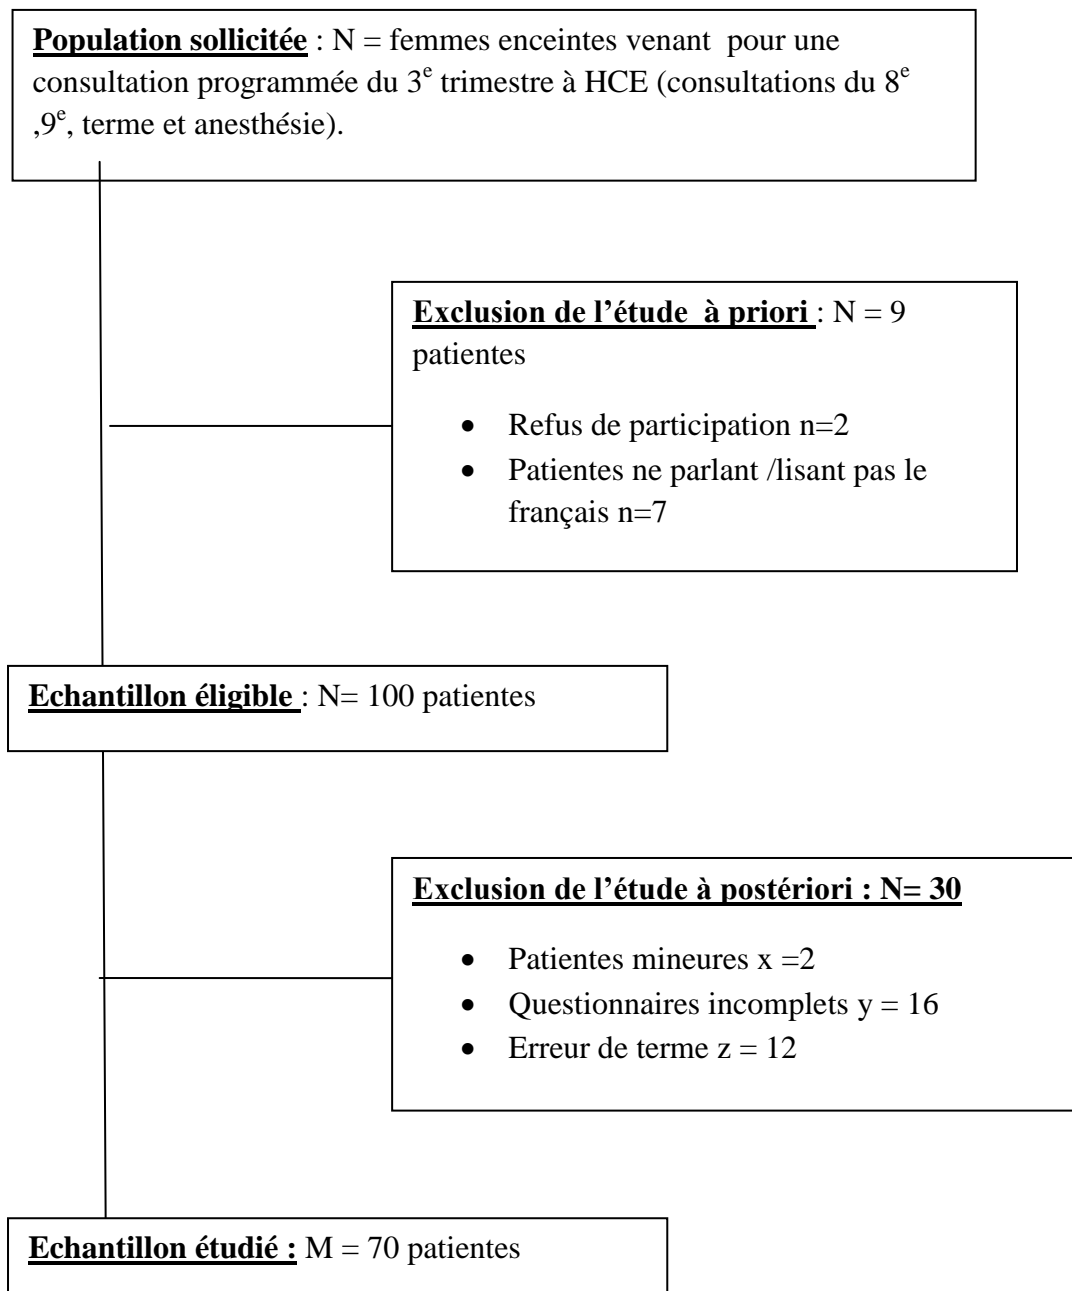 Population sollicitée : N = femmes enceintes venant pour une
consultation programmée du 3e trimestre à HCE (consultations du 8e
,9e, terme et anesthésie).
Exclusion de l’étude à priori : N = 9
patientes
• Refus de participation n=2
• Patientes ne parlant /lisant pas le
français n=7
Echantillon éligible : N= 100 patientes
Exclusion de l’étude à postériori : N= 30
• Patientes mineures x =2
• Questionnaires incomplets y = 16
• Erreur de terme z = 12
Echantillon étudié : M = 70 patientes